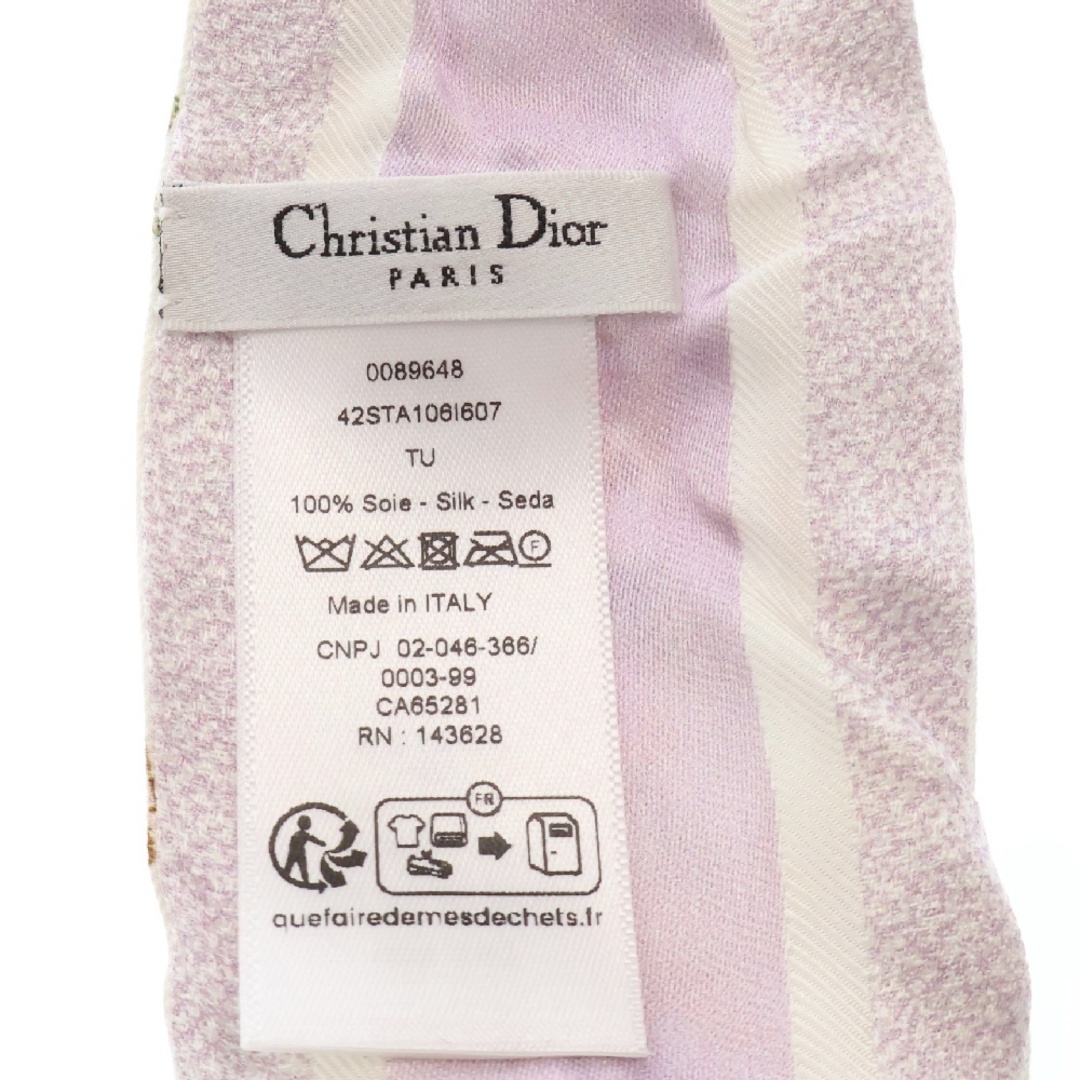 Christian Dior
PARIS
0089648
42STA106I607
TU
100% Soie - Silk - Seda
F
Made in ITALY
CNPJ 02-046-366/
0003-99
CA65281
RN : 143628
FR
quefairedemesdechets.fr